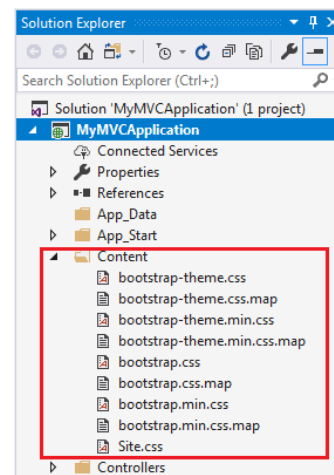 Solution Explorer
Search Solution Explorer (Ctrl+;)
Solution 'MyMVCApplication' (1 project)
MyMVCApplication
Connected Services
Properties
References
App_Data
App_Start
Content
bootstrap-theme.css
bootstrap-theme.css.map
bootstrap-theme.min.css
bootstrap-theme.min.css.map
bootstrap.css
bootstrap.css.map
bootstrap.min.css
bootstrap.min.css.map
Site.css
Controllers